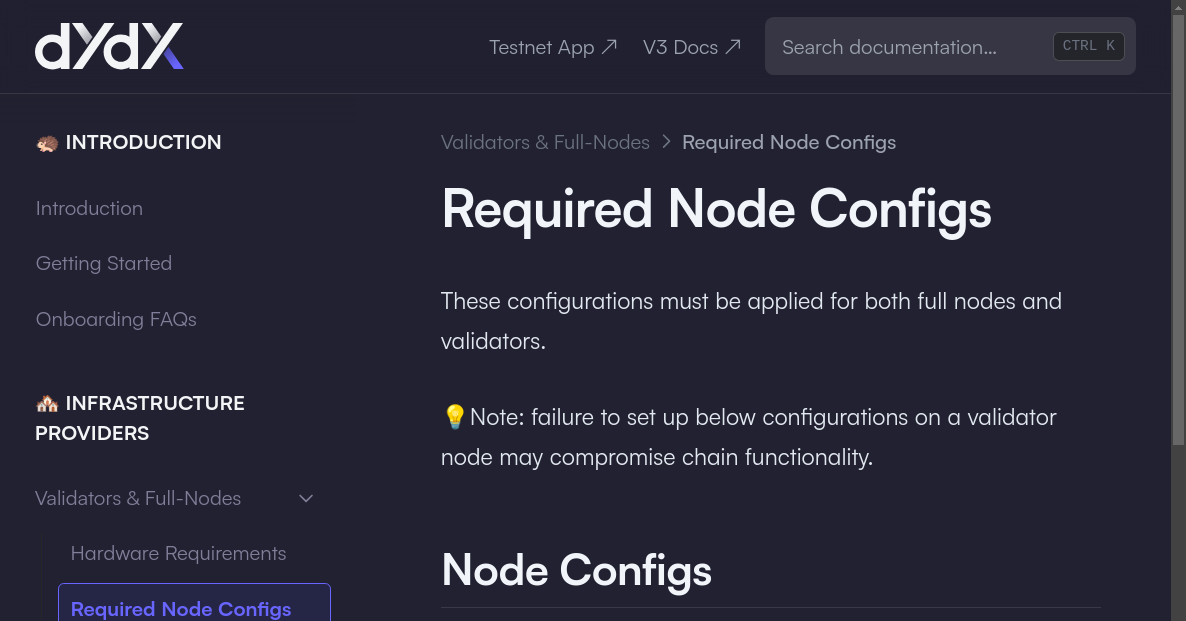 dYdX
Testnet App ↗
V3 Docs ↗
Search documentation…
CTRL K
🦔 INTRODUCTION
Introduction
Getting Started
Onboarding FAQs
🏘️ INFRASTRUCTURE
PROVIDERS
Validators & Full-Nodes
Hardware Requirements
Required Node Configs
Validators & Full-Nodes > Required Node Configs
Required Node Configs
These configurations must be applied for both full nodes and
validators.
💡Note: failure to set up below configurations on a validator
node may compromise chain functionality.
Node Configs